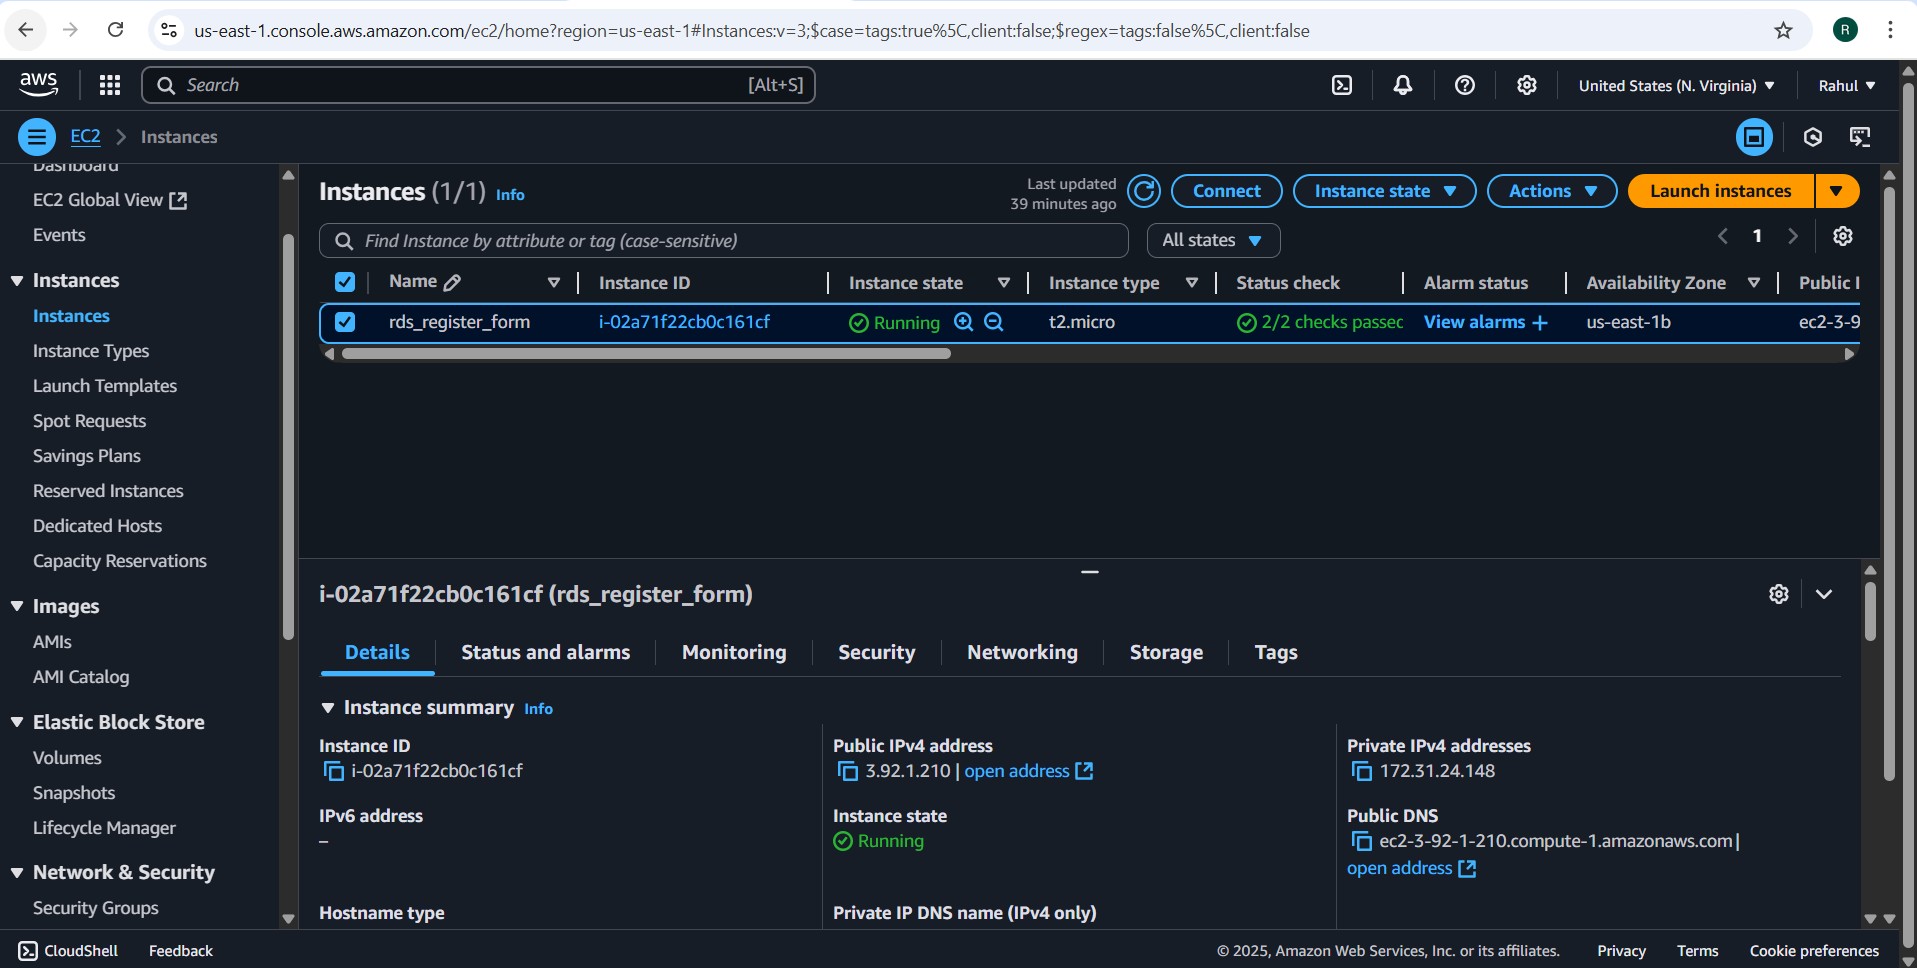 us-east-1.console.aws.amazon.com/ec2/home?region=us-east-1#Instances:v=3;$case=tags:true%5C,client:false;$regex=tags:false%5C,client:false
R
aws
Search
[Alt+S]
United States (N. Virginia)
Rahul
EC2
Instances
Dashboard
EC2 Global View
Events
Instances
Instances
Instance Types
Launch Templates
Spot Requests
Savings Plans
Reserved Instances
Dedicated Hosts
Capacity Reservations
Images
AMIs
AMI Catalog
Elastic Block Store
Volumes
Snapshots
Lifecycle Manager
Network & Security
Security Groups
Instances (1/1) Info
Last updated
39 minutes ago
Connect
Instance state
Actions
Launch instances
Find Instance by attribute or tag (case-sensitive)
All states
1
Name Instance ID Instance state Instance type Status check Alarm status Availability Zone Public I
rds_register_form i-02a71f22cb0c161cf Running t2.micro 2/2 checks passec View alarms + us-east-1b ec2-3-9
i-02a71f22cb0c161cf (rds_register_form)
Details Status and alarms Monitoring Security Networking Storage Tags
Instance summary Info
Instance ID
i-02a71f22cb0c161cf
Public IPv4 address
3.92.1.210 | open address
Private IPv4 addresses
172.31.24.148
IPv6 address
–
Instance state
Running
Public DNS
ec2-3-92-1-210.compute-1.amazonaws.com |
open address
Hostname type
Private IP DNS name (IPv4 only)
CloudShell
Feedback
© 2025, Amazon Web Services, Inc. or its affiliates.
Privacy
Terms
Cookie preferences